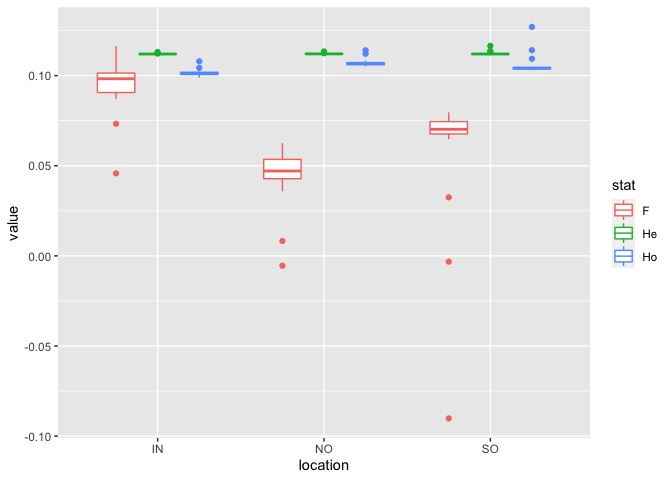 0.10
0.05
0.00
-0.05
-0.10
value
IN
NO
SO
location
stat
F
He
Ho